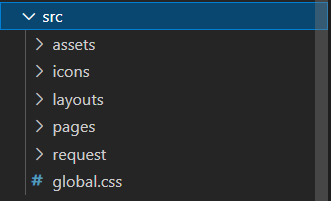 src
assets
icons
layouts
pages
request
# global.css